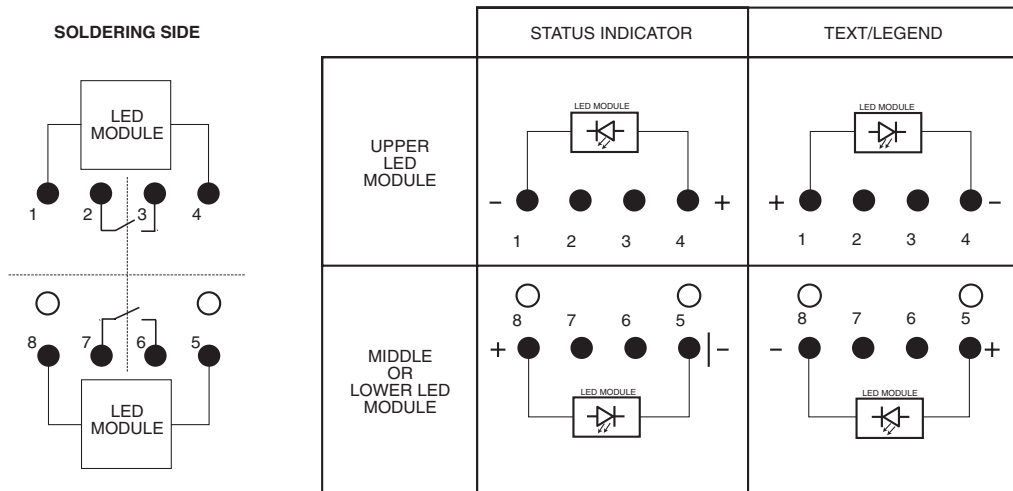 SOLDERING SIDE
LED
MODULE
1 2 3 4
8 7 6 5
LED
MODULE
STATUS INDICATOR TEXT/LEGEND
UPPER
LED
MODULE
LED MODULE
– +
1 2 3 4
LED MODULE
+ –
1 2 3 4
MIDDLE
OR
LOWER LED
MODULE
8 7 6 5
+ –
LED MODULE
8 7 6 5
– +
LED MODULE